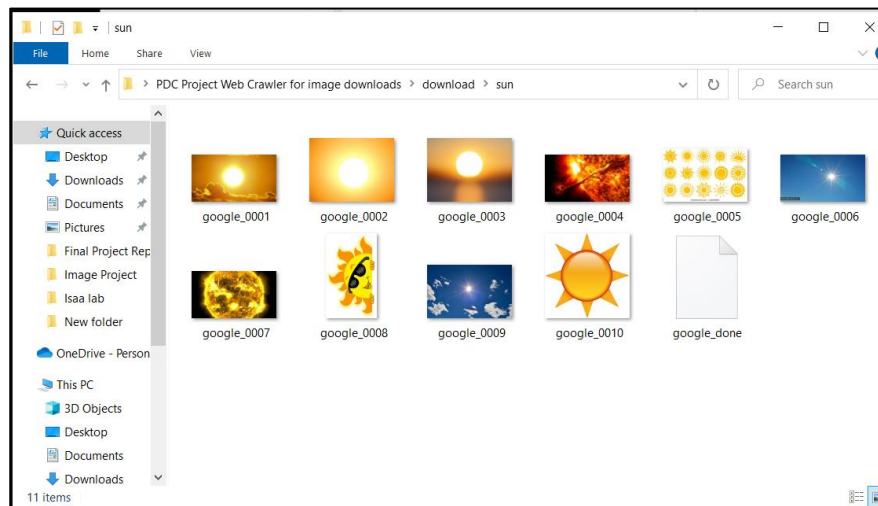 sun
File Home Share View
PDC Project Web Crawler for image downloads > download > sun
Search sun
Quick access
Desktop
Downloads
Documents
Pictures
Final Project Rep
Image Project
Isaa lab
New folder
OneDrive - Person
This PC
3D Objects
Desktop
Documents
Downloads
google_0001 google_0002 google_0003 google_0004 google_0005 google_0006
google_0007 google_0008 google_0009 google_0010 google_done
11 items